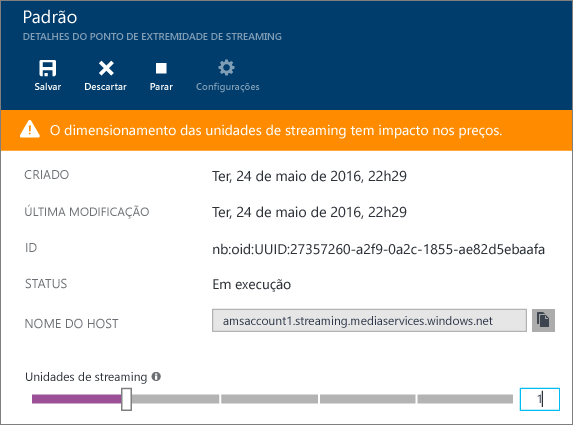 Padrão
DETALHES DO PONTO DE EXTREMIDADE DE STREAMING
Salvar Descartar Parar Configurações
O dimensionamento das unidades de streaming tem impacto nos preços.
CRIADO Ter, 24 de maio de 2016, 22h29
ÚLTIMA MODIFICAÇÃO Ter, 24 de maio de 2016, 22h29
ID nb:oid:UUID:27357260-a2f9-0a2c-1855-ae82d5ebaafa
STATUS Em execução
NOME DO HOST amsaccount1.streaming.mediaservices.windows.net
Unidades de streaming
1